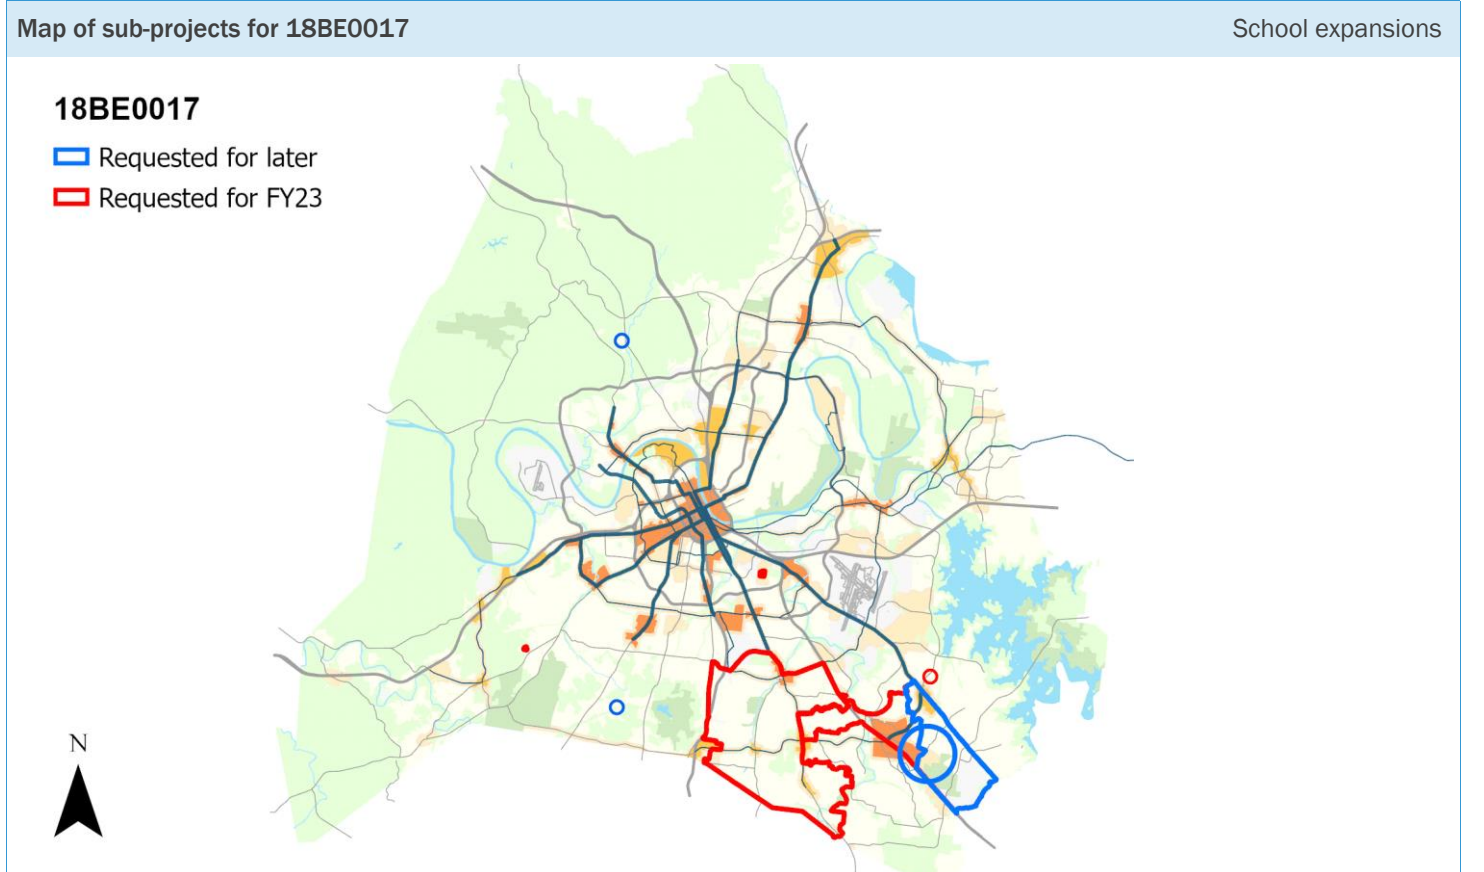 Map of sub-projects for 18BE0017 School expansions
18BE0017
Requested for later
Requested for FY23
N